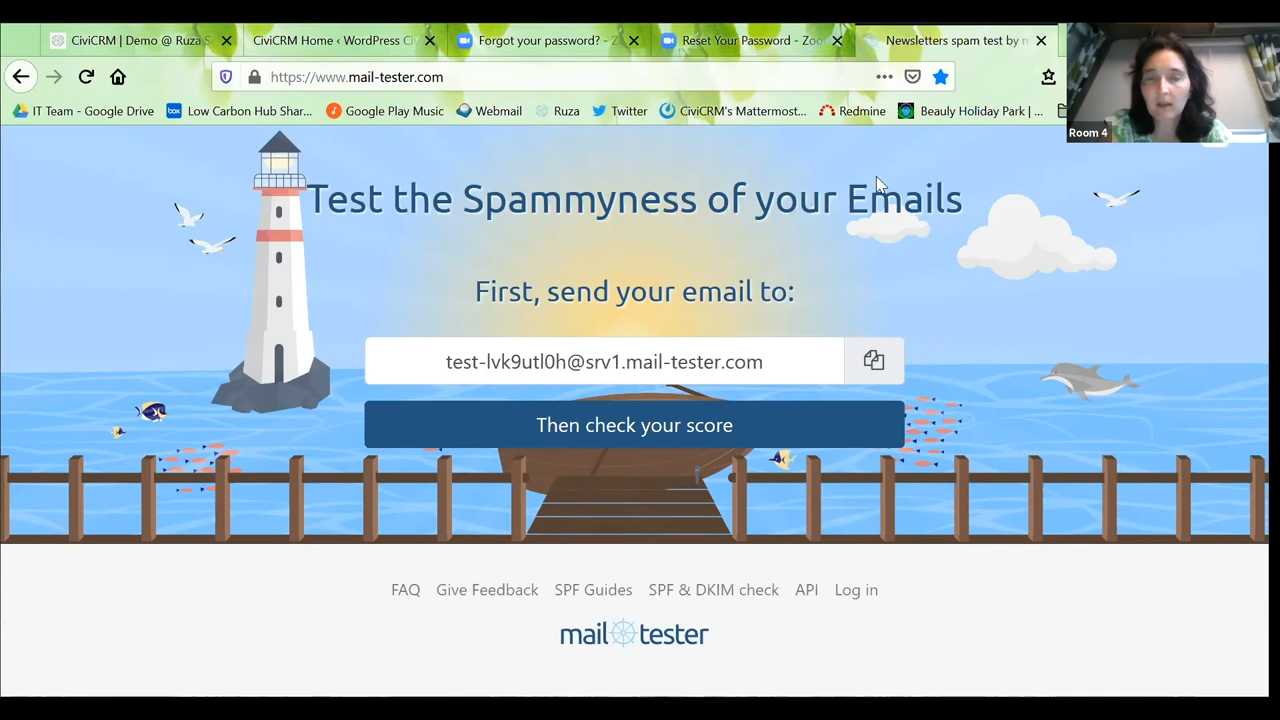 CiviCRM | Demo @ Ruza S
CiviCRM Home ‹ WordPress Civ
Forgot your password? - Z
Reset Your Password - Zoo
Newsletters spam test by m
https://www.mail-tester.com
IT Team - Google Drive
Low Carbon Hub Shar...
Google Play Music
Webmail
Ruza
Twitter
CiviCRM's Mattermost...
Redmine
Beauly Holiday Park | ...
Room 4
Test the Spammyness of your Emails
First, send your email to:
test-lvk9utl0h@srv1.mail-tester.com
Then check your score
FAQ Give Feedback SPF Guides SPF & DKIM check API Log in
mail tester